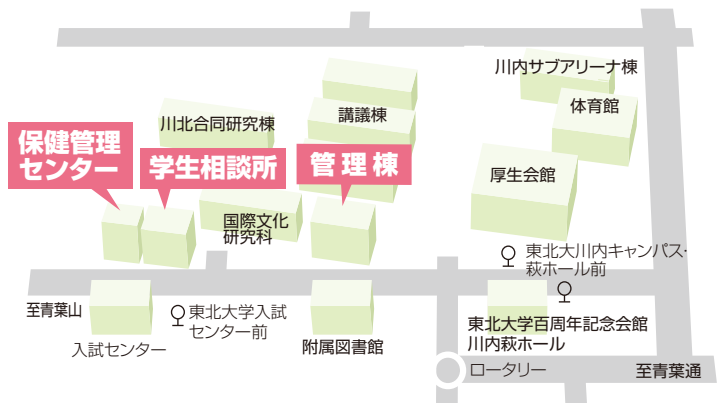 川内サブアリーナ棟
体育館
講議棟
川北合同研究棟
保健管理
センター
学生相談所
管理棟
厚生会館
国際文化
研究科
東北大川内キャンパス・
萩ホール前
至青葉山
東北大学入試
センター前
入試センター
附属図書館
東北大学百周年記念会館
川内萩ホール
ロータリー
至青葉通